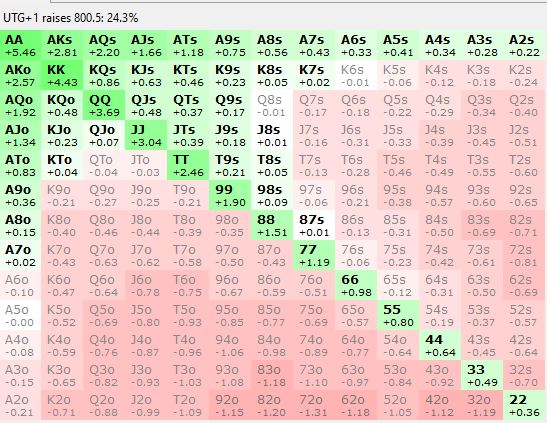 UTG+1 raises 800.5: 24.3%
AA AKs AQs AJs ATs A9s A8s A7s A6s A5s A4s A3s A2s
+5.46 +2.81 +2.20 +1.66 +1.18 +0.75 +0.56 +0.43 +0.33 +0.41 +0.34 +0.28 +0.22
AKo KK KQs KJs KTs K9s K8s K7s K6s K5s K4s K3s K2s
+2.57 +4.43 +0.86 +0.63 +0.46 +0.23 +0.05 +0.02 -0.01 -0.06 -0.12 -0.18 -0.24
AQo KQo QQ QJs QTs Q9s Q8s Q7s Q6s Q5s Q4s Q3s Q2s
+1.92 +0.48 +3.69 +0.48 +0.37 +0.17 -0.01 -0.17 -0.18 -0.22 -0.29 -0.34 -0.40
AJo KJo QJo JJ JTs J9s J8s J7s J6s J5s J4s J3s J2s
+1.34 +0.23 +0.07 +3.04 +0.39 +0.18 +0.01 -0.16 -0.31 -0.33 -0.39 -0.45 -0.51
ATo KTo QTo JTo TT T9s T8s T7s T6s T5s T4s T3s T2s
+0.83 +0.04 -0.04 -0.03 +2.46 +0.21 +0.05 -0.13 -0.28 -0.46 -0.49 -0.55 -0.60
A9o K9o Q9o J9o T9o 99 98s 97s 96s 95s 94s 93s 92s
+0.36 -0.21 -0.27 -0.25 -0.21 +1.90 +0.09 -0.06 -0.21 -0.38 -0.57 -0.60 -0.65
A8o K8o Q8o J8o T8o 98o 88 87s 86s 85s 84s 83s 82s
+0.15 -0.40 -0.46 -0.44 -0.39 -0.35 +1.51 +0.01 -0.13 -0.31 -0.50 -0.69 -0.71
A7o K7o Q7o J7o T7o 97o 87o 77 76s 75s 74s 73s 72s
+0.02 -0.43 -0.63 -0.62 -0.58 -0.50 -0.43 +1.19 -0.06 -0.23 -0.42 -0.61 -0.81
A6o K6o Q6o J6o T6o 96o 86o 76o 66 65s 64s 63s 62s
-0.10 -0.47 -0.64 -0.78 -0.75 -0.67 -0.59 -0.51 +0.98 -0.12 -0.31 -0.50 -0.69
A5o K5o Q5o J5o T5o 95o 85o 75o 65o 55 54s 53s 52s
-0.00 -0.52 -0.69 -0.80 -0.93 -0.85 -0.77 -0.69 -0.57 +0.80 -0.19 -0.37 -0.57
A4o K4o Q4o J4o T4o 94o 84o 74o 64o 54o 44 43s 42s
-0.08 -0.59 -0.76 -0.87 -0.96 -1.06 -0.98 -0.89 -0.77 -0.64 +0.64 -0.45 -0.64
A3o K3o Q3o J3o T3o 93o 83o 73o 63o 53o 43o 33 32s
-0.15 -0.65 -0.82 -0.93 -1.03 -1.08 -1.18 -1.10 -0.97 -0.84 -0.92 +0.49 -0.70
A2o K2o Q2o J2o T2o 92o 82o 72o 62o 52o 42o 32o 22
-0.21 -0.71 -0.88 -0.99 -1.09 -1.15 -1.20 -1.31 -1.18 -1.05 -1.12 -1.19 +0.36